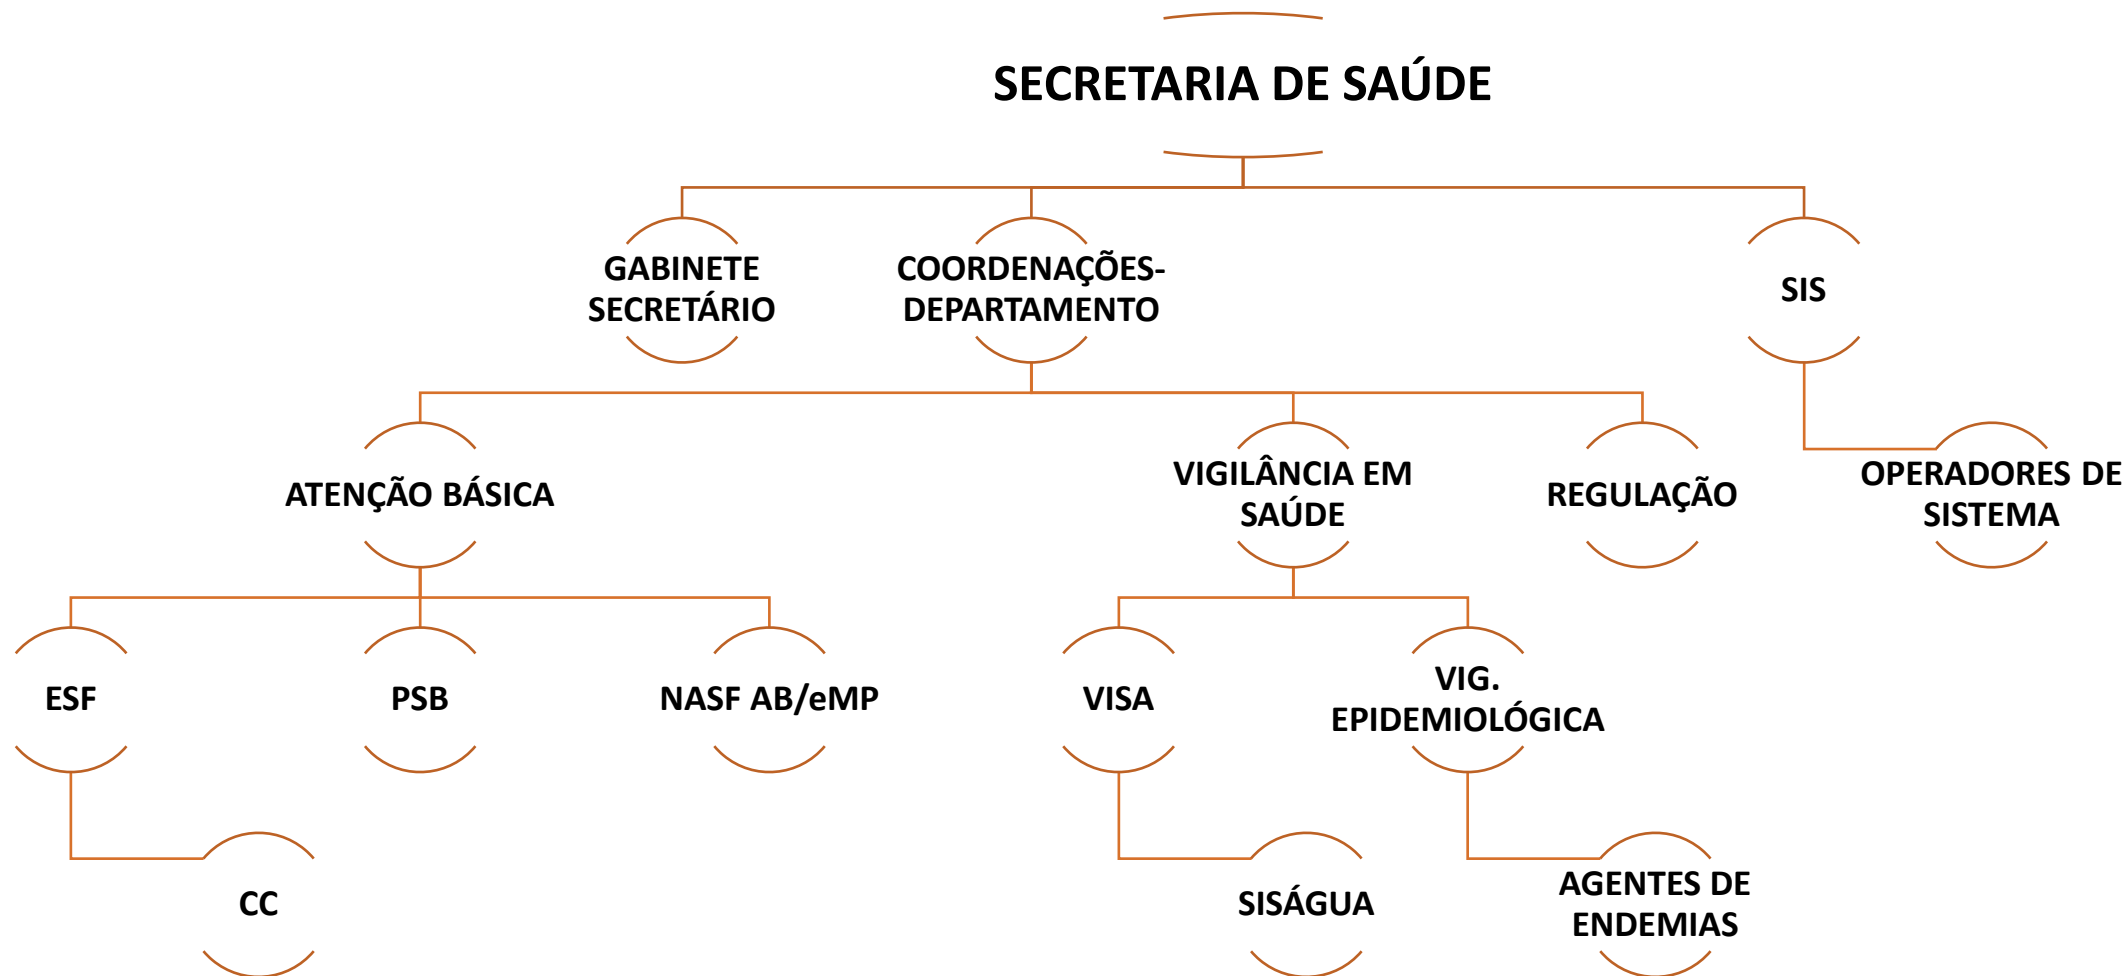 SECRETARIA DE SAÚDE
GABINETE
SECRETÁRIO
COORDENAÇÕES-
DEPARTAMENTO
SIS
ATENÇÃO BÁSICA
VIGILÂNCIA EM
SAÚDE
REGULAÇÃO
OPERADORES DE
SISTEMA
ESF
PSB
NASF AB/eMP
VISA
VIG.
EPIDEMIOLÓGICA
CC
SISÁGUA
AGENTES DE
ENDEMIAS